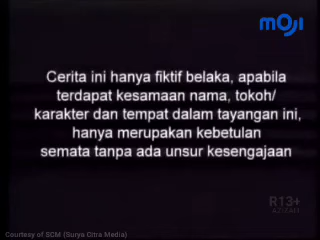 moji
Cerita ini hanya fiktif belaka, apabila
terdapat kesamaan nama, tokoh/
karakter dan tempat dalam tayangan ini,
hanya merupakan kebetulan
semata tanpa ada unsur kesengajaan
R13+
Courtesy of SCM (Surya Citra Media)